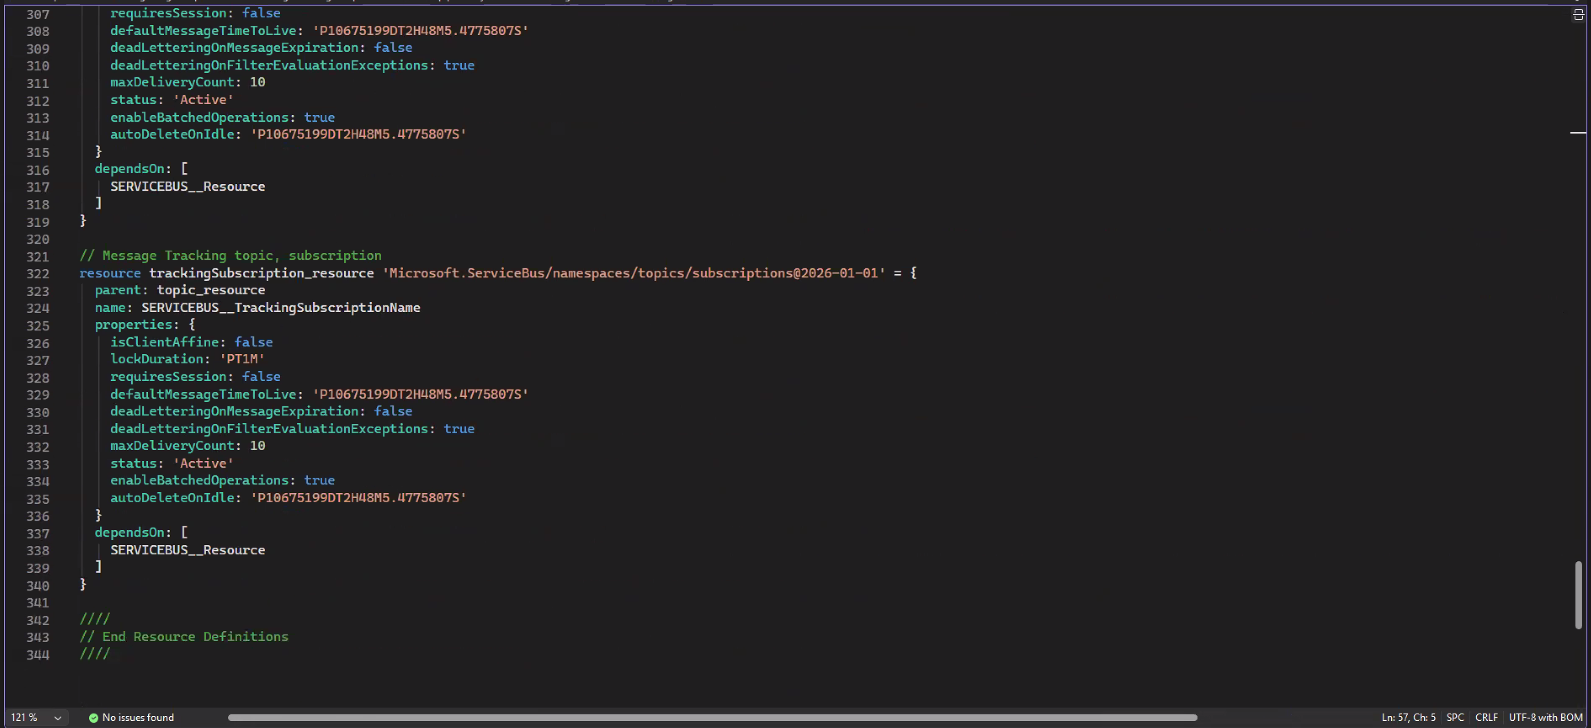 307 requiresSession: false
308 defaultMessageTimeToLive: 'P10675199DT2H48M5.4775807S'
309 deadLetteringOnMessageExpiration: false
310 deadLetteringOnFilterEvaluationExceptions: true
311 maxDeliveryCount: 10
312 status: 'Active'
313 enableBatchedOperations: true
314 autoDeleteOnIdle: 'P10675199DT2H48M5.4775807S'
315 }
316 dependsOn: [
317 SERVICEBUS__Resource
318 ]
319 }
320
321 // Message Tracking topic, subscription
322 resource trackingSubscription_resource 'Microsoft.ServiceBus/namespaces/topics/subscriptions@2026-01-01' = {
323 parent: topic_resource
324 name: SERVICEBUS__TrackingSubscriptionName
325 properties: {
326 isClientAffine: false
327 lockDuration: 'PT1M'
328 requiresSession: false
329 defaultMessageTimeToLive: 'P10675199DT2H48M5.4775807S'
330 deadLetteringOnMessageExpiration: false
331 deadLetteringOnFilterEvaluationExceptions: true
332 maxDeliveryCount: 10
333 status: 'Active'
334 enableBatchedOperations: true
335 autoDeleteOnIdle: 'P10675199DT2H48M5.4775807S'
336 }
337 dependsOn: [
338 SERVICEBUS__Resource
339 ]
340 }
341
342 ////
343 // End Resource Definitions
344 ////
121 % No issues found Ln: 57, Ch: 5 SPC CRLF UTF-8 with BOM